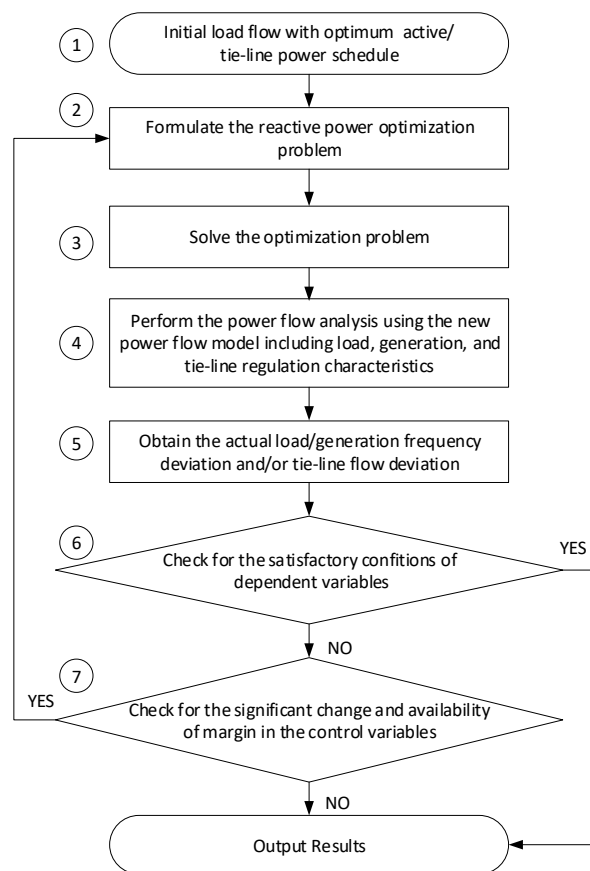 1
Initial load flow with optimum active/
tie-line power schedule
2
Formulate the reactive power optimization
problem
3
Solve the optimization problem
4
Perform the power flow analysis using the new
power flow model including load, generation, and
tie-line regulation characteristics
5
Obtain the actual load/generation frequency
deviation and/or tie-line flow deviation
6
YES
Check for the satisfactory confitions of
dependent variables
NO
7
YES
Check for the significant change and availability
of margin in the control variables
NO
Output Results